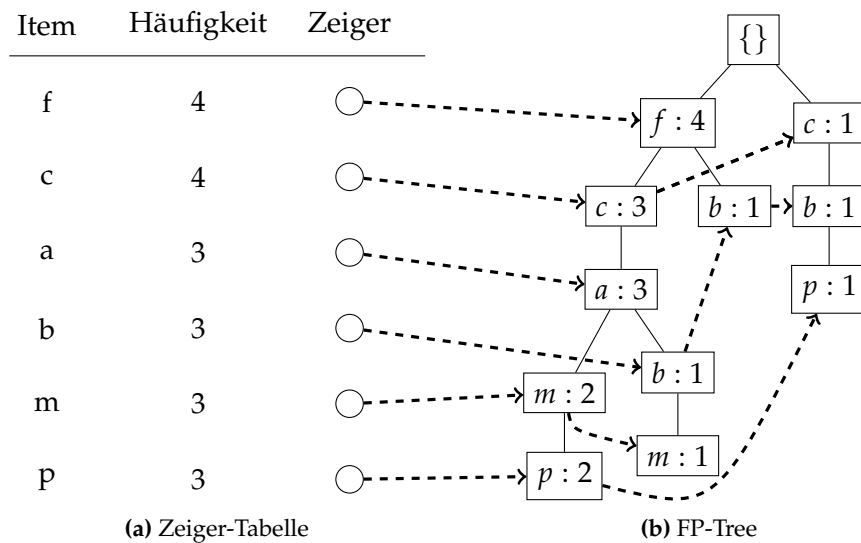 Item Häufigkeit Zeiger
{}
f 4
f : 4
c : 1
c 4
c : 3
b : 1
b : 1
a 3
a : 3
p : 1
b 3
b : 1
m 3
m : 2
m : 1
p 3
p : 2
(a) Zeiger-Tabelle
(b) FP-Tree